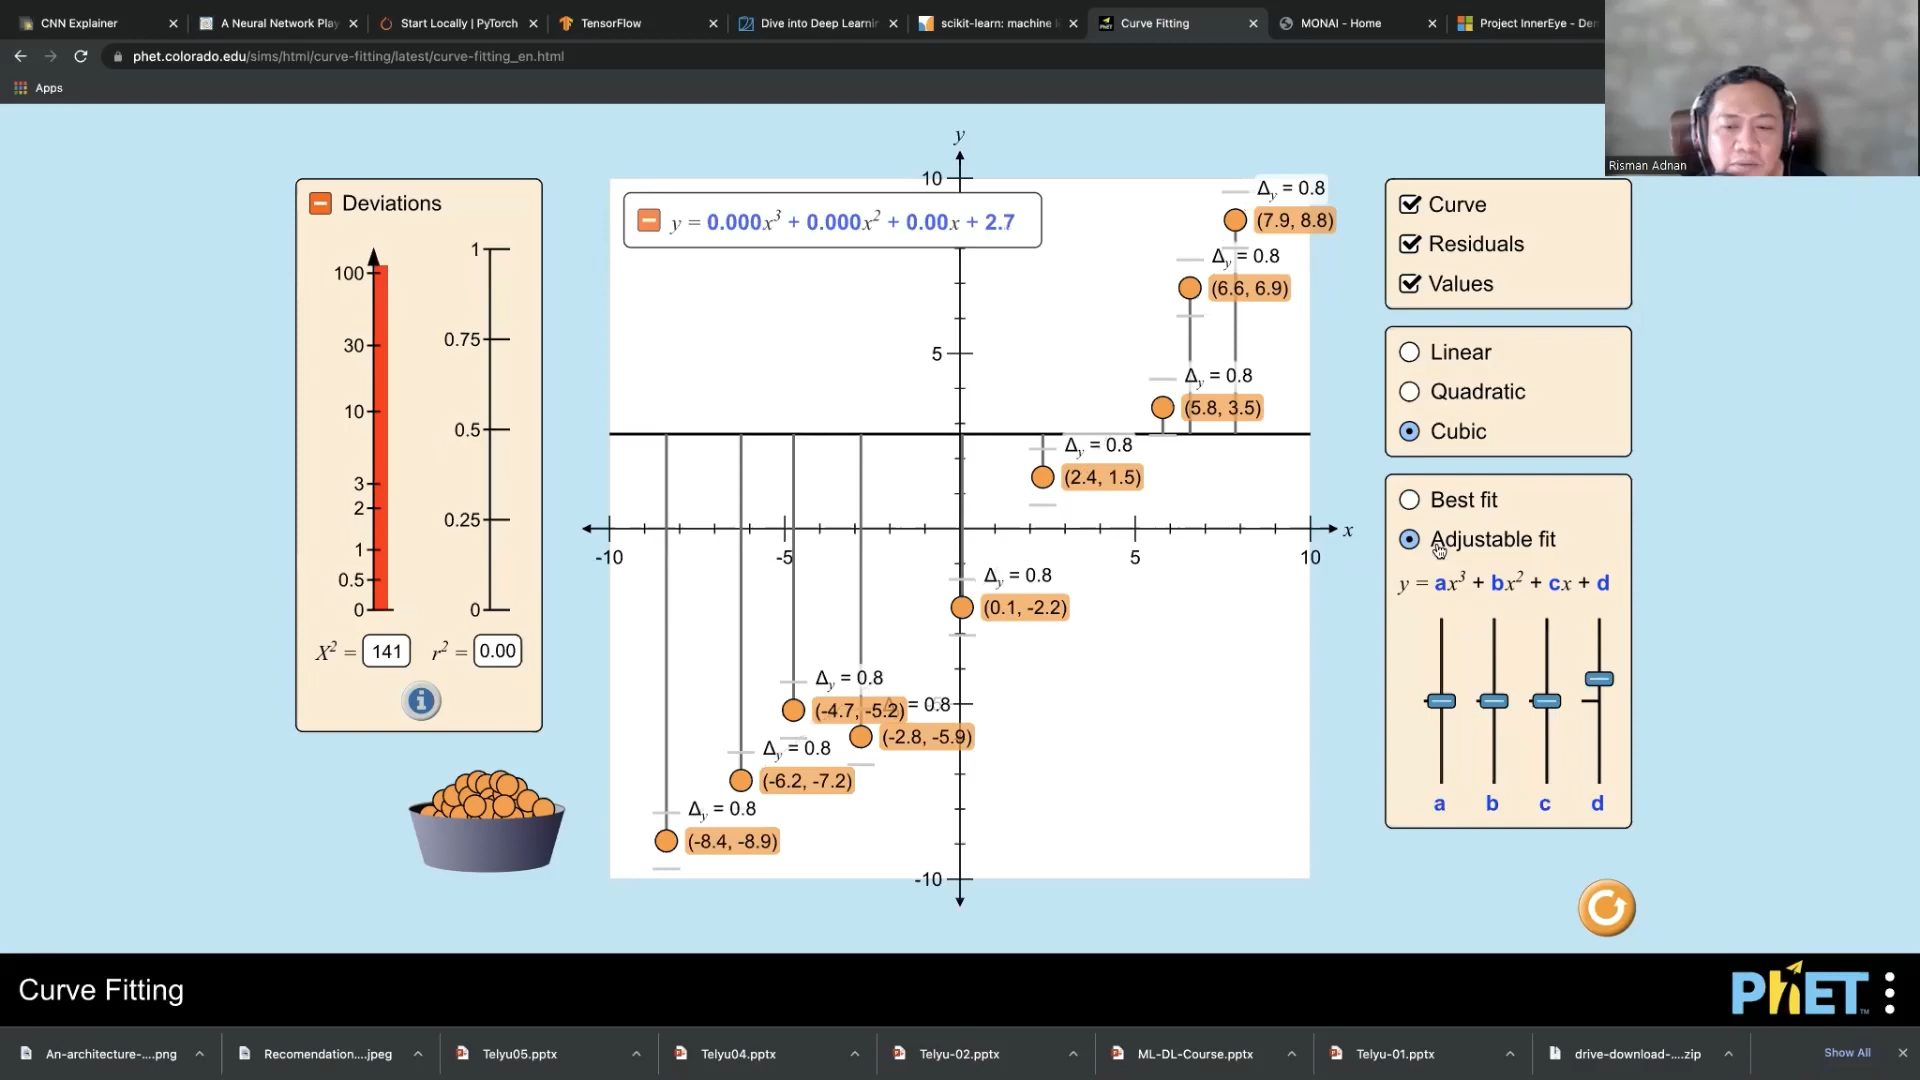 CNN Explainer
A Neural Network Play
Start Locally | PyTorch
TensorFlow
Dive into Deep Learnin
scikit-learn: machine l
Curve Fitting
MONAI - Home
Project InnerEye - Den
phet.colorado.edu/sims/html/curve-fitting/latest/curve-fitting_en.html
Apps
Risman Adnan
Deviations
100
30
10
3
2
1
0.5
0
1
0.75
0.5
0.25
0
X² = 141
r² = 0.00
y
y = 0.000x³ + 0.000x² + 0.00x + 2.7
10
5
-10
-5
5
10
x
-10
Δy = 0.8
(7.9, 8.8)
Δy = 0.8
(6.6, 6.9)
Δy = 0.8
(5.8, 3.5)
Δy = 0.8
(2.4, 1.5)
Δy = 0.8
(0.1, -2.2)
Δy = 0.8
(-4.7, -5.2)
= 0.8
(-2.8, -5.9)
Δy = 0.8
(-6.2, -7.2)
Δy = 0.8
(-8.4, -8.9)
Curve
Residuals
Values
Linear
Quadratic
Cubic
Best fit
Adjustable fit
y = ax³ + bx² + cx + d
a b c d
Curve Fitting
PhET
An-architecture-....png
Recomendation....jpeg
Telyu05.pptx
Telyu04.pptx
Telyu-02.pptx
ML-DL-Course.pptx
Telyu-01.pptx
drive-download-....zip
Show All